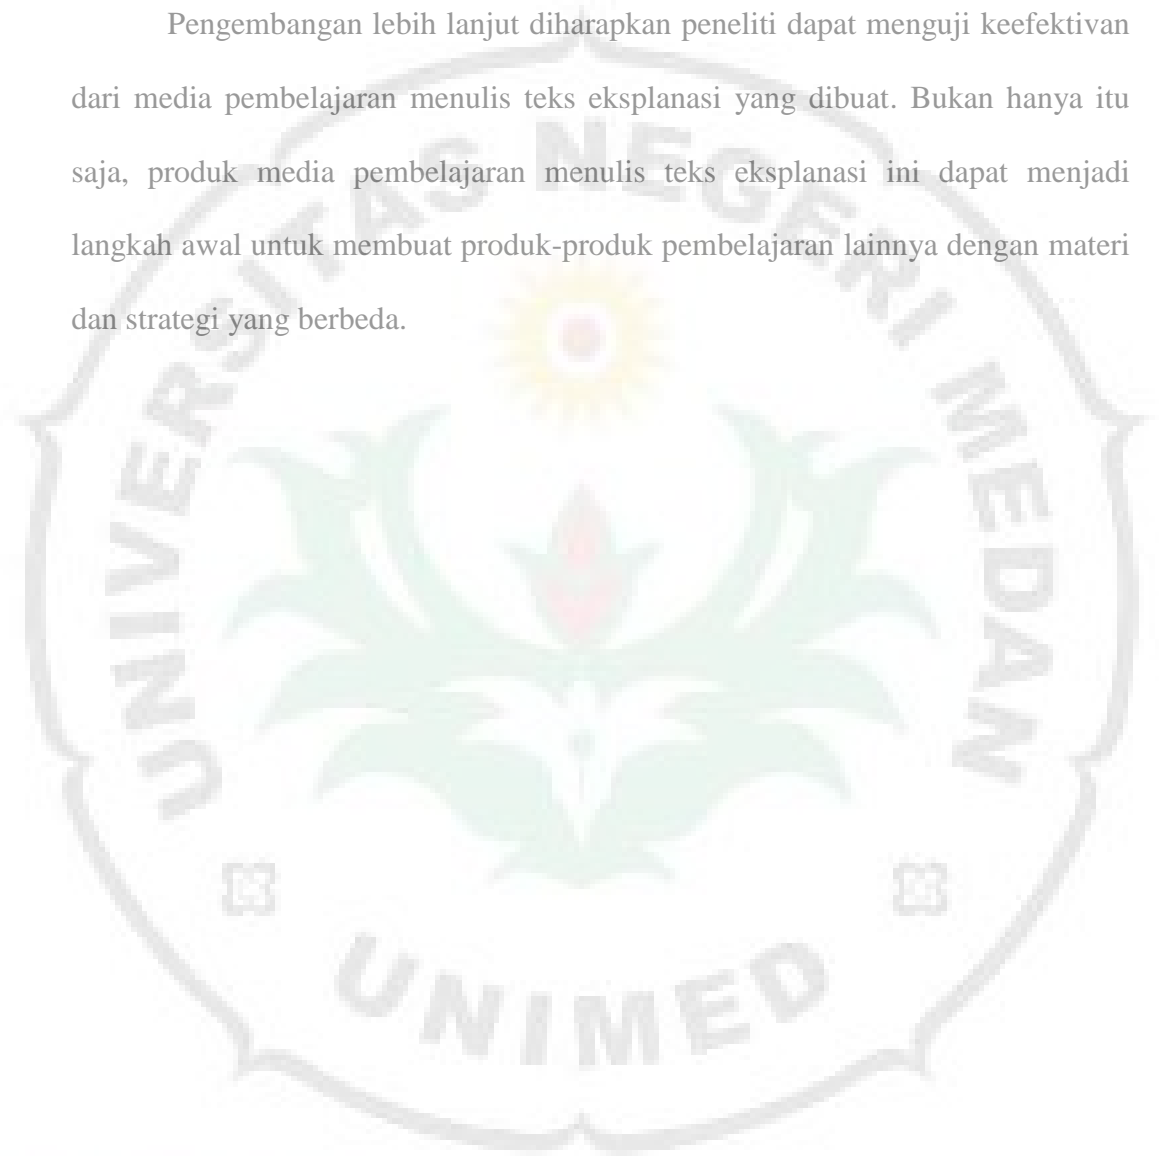 Pengembangan lebih lanjut diharapkan peneliti dapat menguji keefektivan
dari media pembelajaran menulis teks eksplanasi yang dibuat. Bukan hanya itu
saja, produk media pembelajaran menulis teks eksplanasi ini dapat menjadi
langkah awal untuk membuat produk-produk pembelajaran lainnya dengan materi
dan strategi yang berbeda.
UNIVERSITAS NEGERI MEDAN
UNIMED